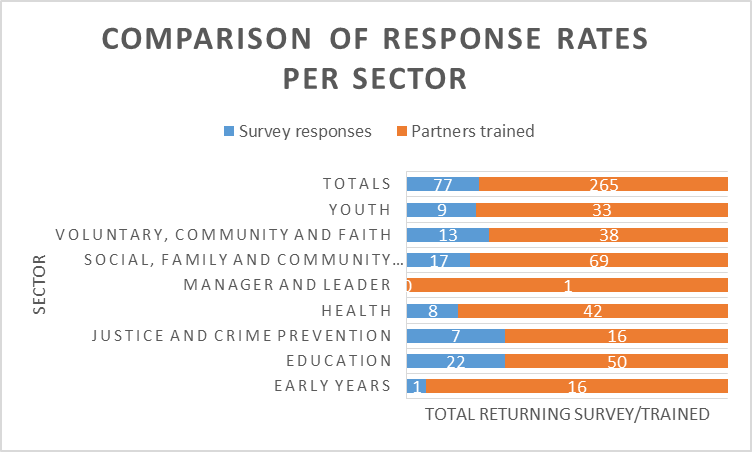 COMPARISON OF RESPONSE RATES
PER SECTOR
Survey responses Partners trained
SECTOR
TOTALS 77 265
YOUTH 9 33
VOLUNTARY, COMMUNITY AND FAITH 13 38
SOCIAL, FAMILY AND COMMUNITY... 17 69
MANAGER AND LEADER 0 1
HEALTH 8 42
JUSTICE AND CRIME PREVENTION 7 16
EDUCATION 22 50
EARLY YEARS 1 16
TOTAL RETURNING SURVEY/TRAINED